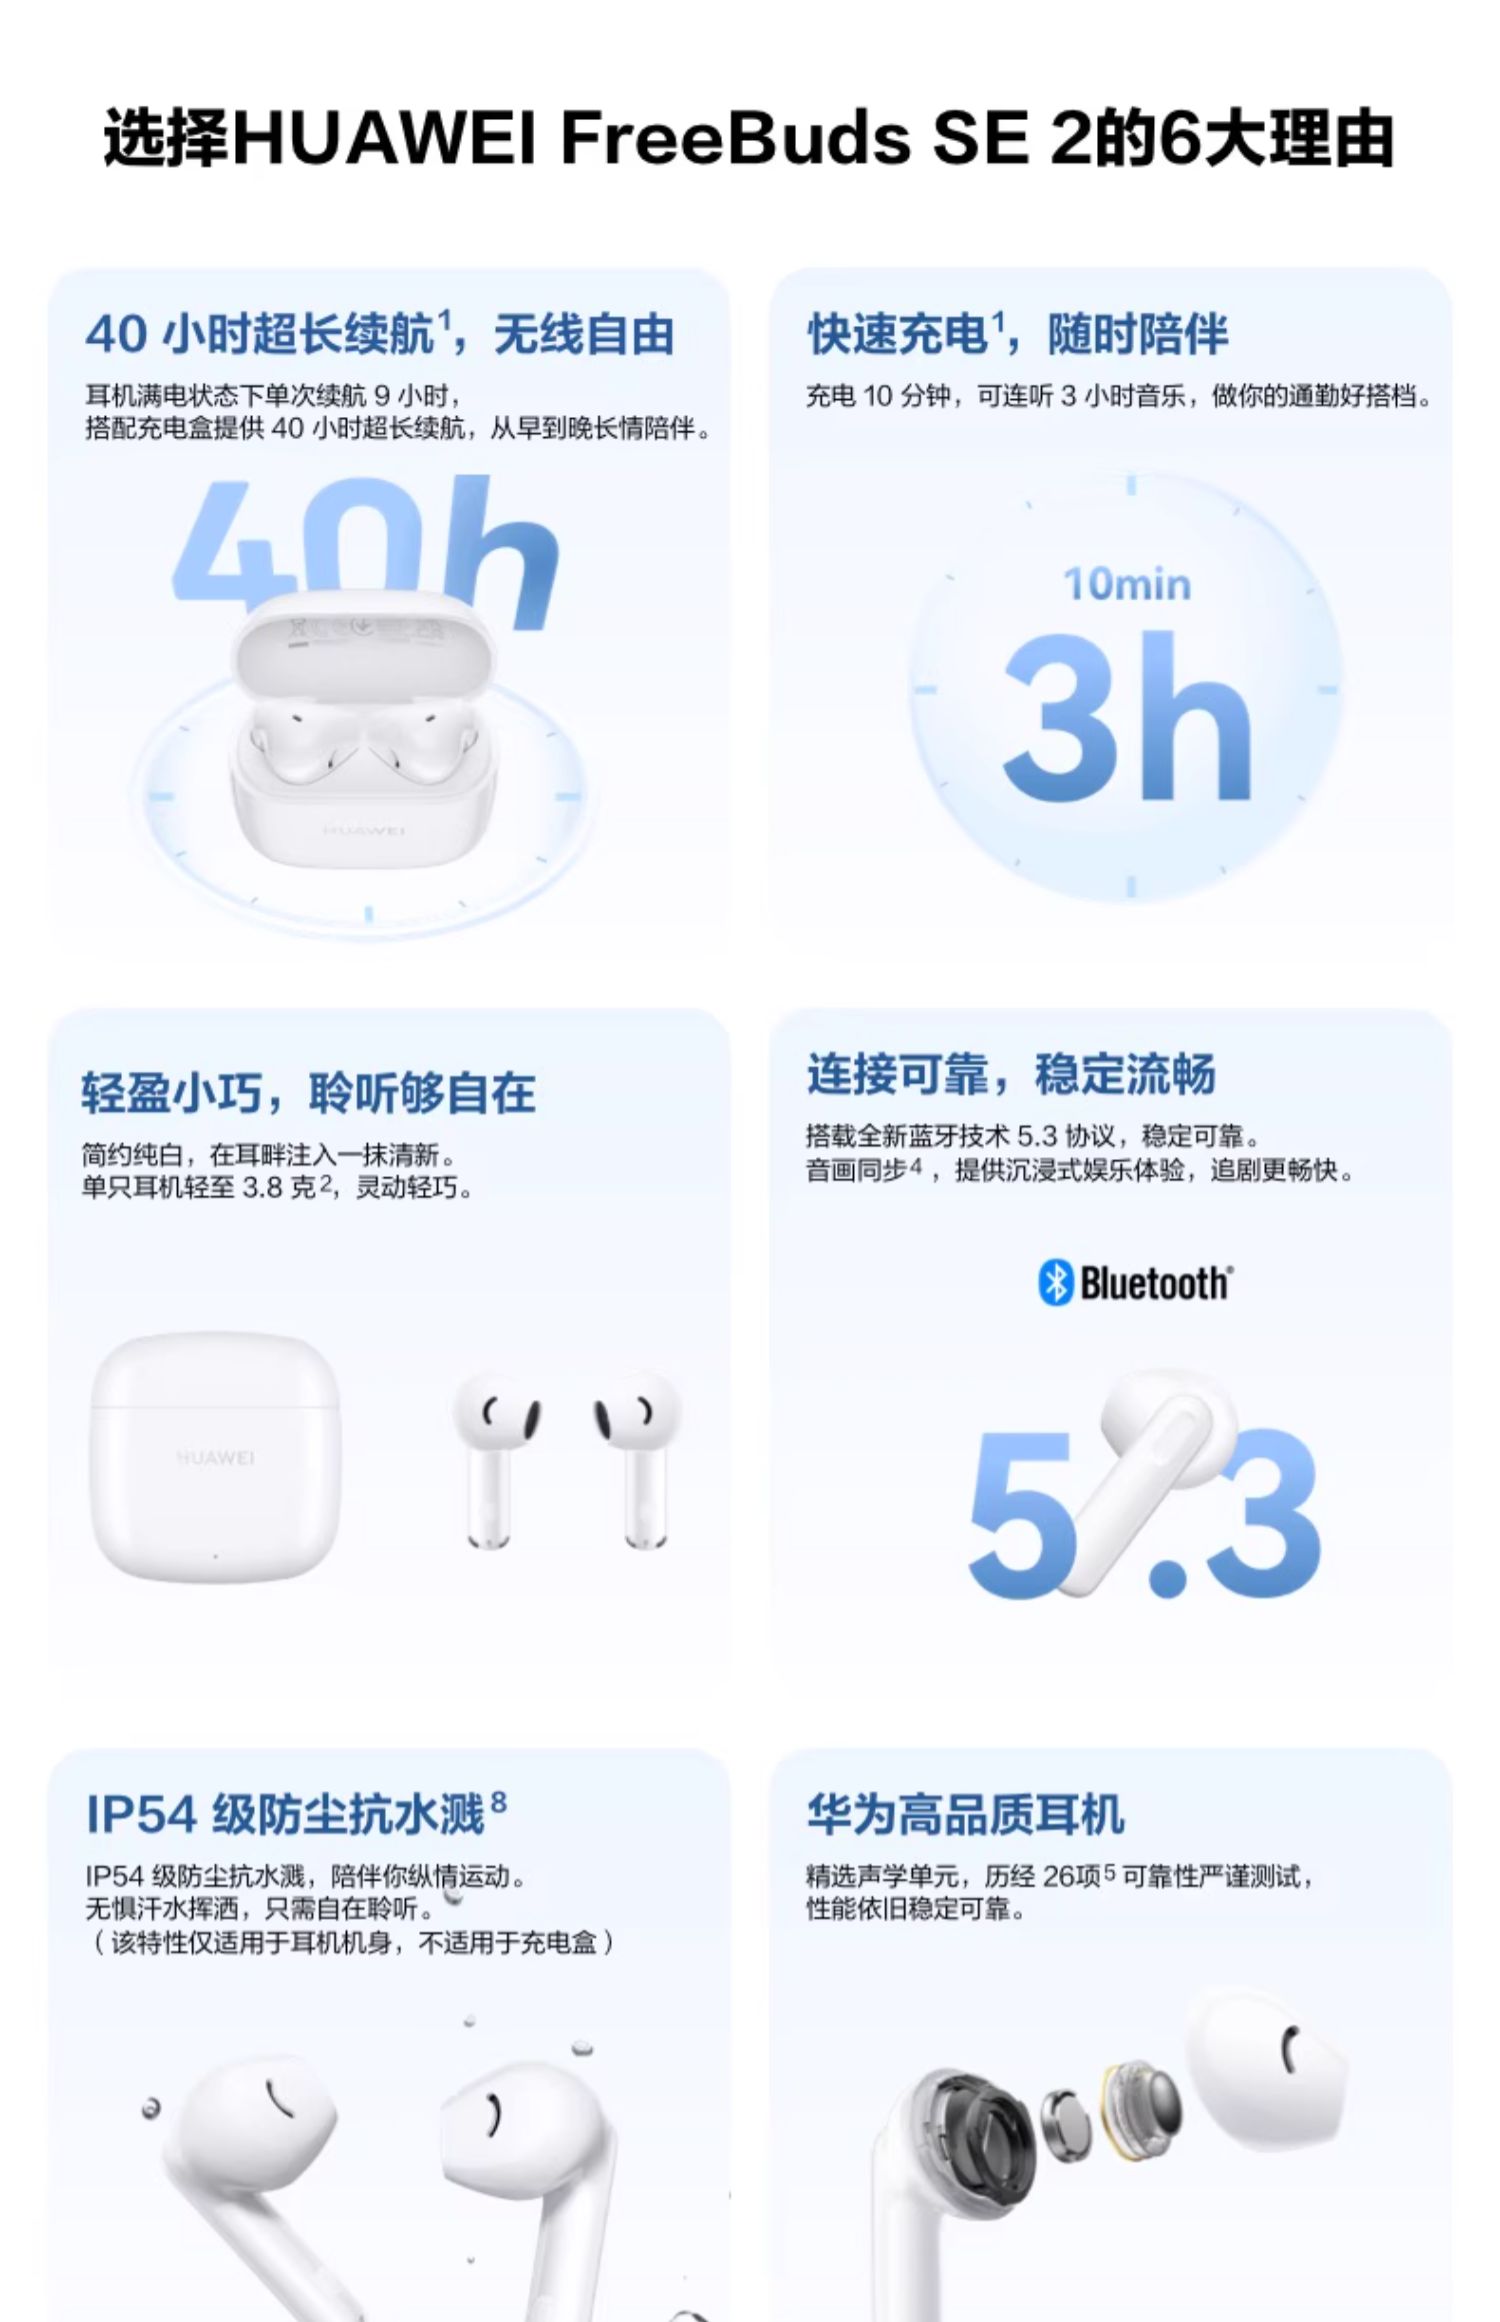 选择HUAWEI FreeBuds SE 2的6大理由
40 小时超长续航1，无线自由
耳机满电状态下单次续航 9 小时，
搭配充电盒提供 40 小时超长续航，从早到晚长情陪伴。
40h
HUAWEI
快速充电1，随时陪伴
充电 10 分钟，可连听 3 小时音乐，做你的通勤好搭档。
10min
3h
轻盈小巧，聆听够自在
简约纯白，在耳畔注入一抹清新。
单只耳机轻至 3.8 克2，灵动轻巧。
HUAWEI
连接可靠，稳定流畅
搭载全新蓝牙技术 5.3 协议，稳定可靠。
音画同步4，提供沉浸式娱乐体验，追剧更畅快。
Bluetooth®
5.3
IP54 级防尘抗水溅8
IP54 级防尘抗水溅，陪伴你纵情运动。
无惧汗水挥洒，只需自在聆听。
（该特性仅适用于耳机机身，不适用于充电盒）
华为高品质耳机
精选声学单元，历经 26项5 可靠性严谨测试，
性能依旧稳定可靠。